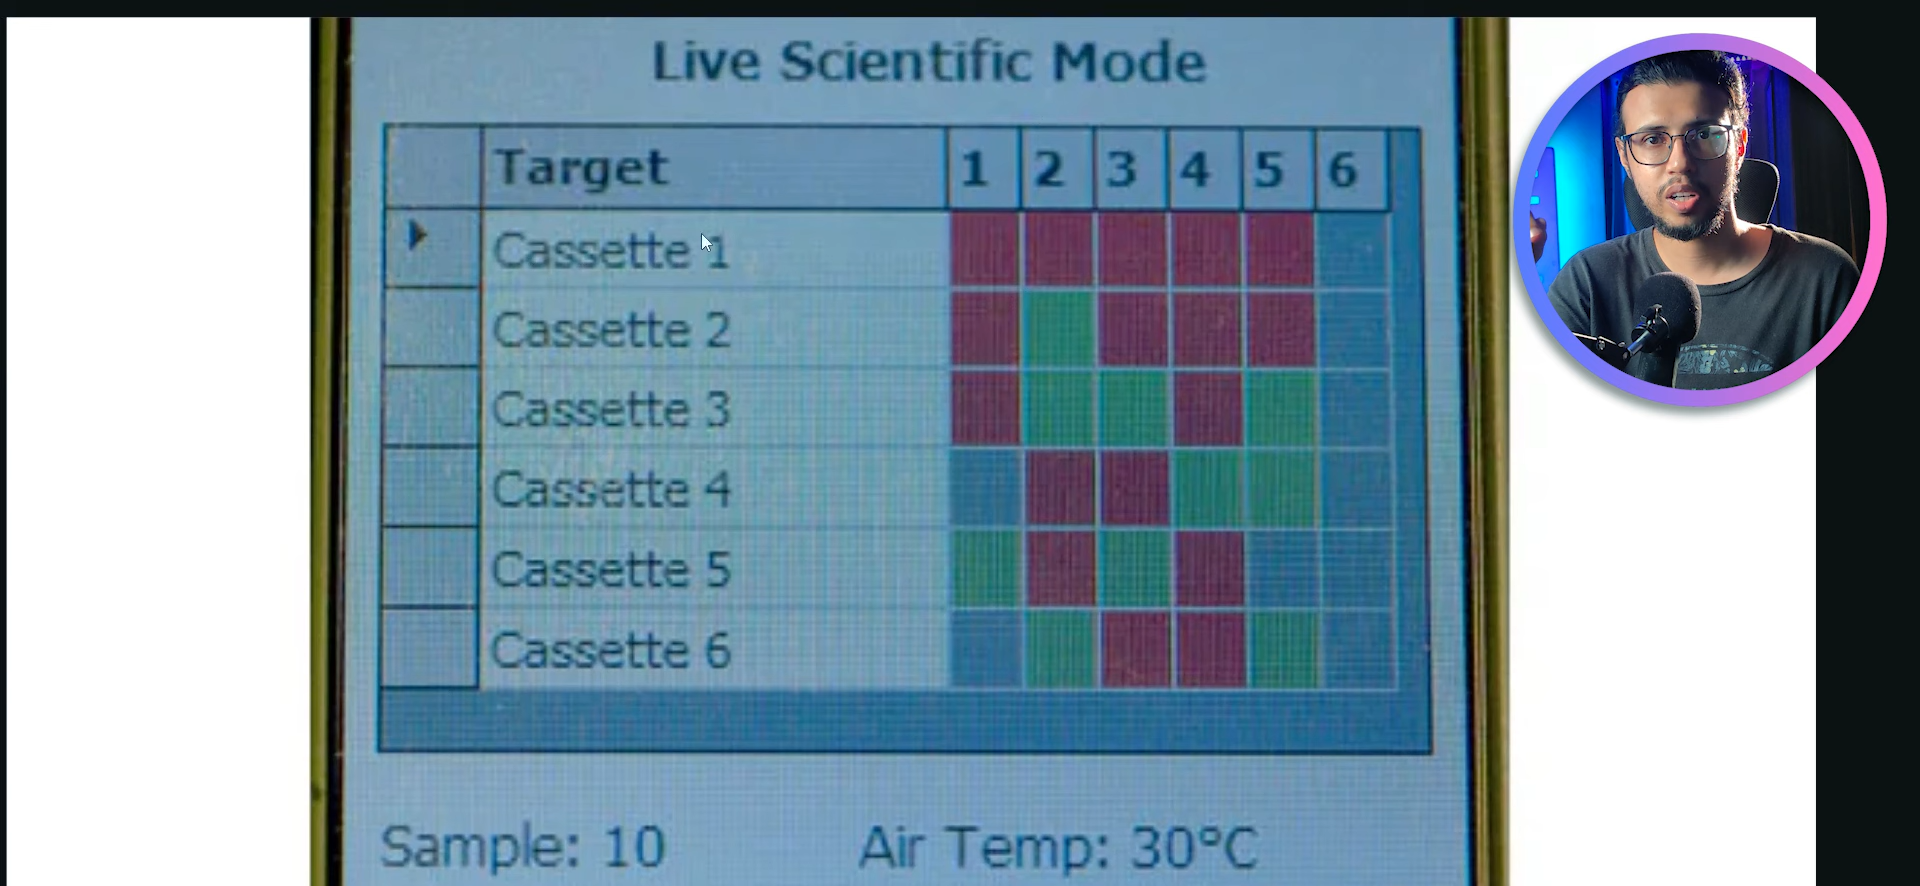 Live Scientific Mode
Target 1 2 3 4 5 6
Cassette 1
Cassette 2
Cassette 3
Cassette 4
Cassette 5
Cassette 6
Sample: 10 Air Temp: 30°C